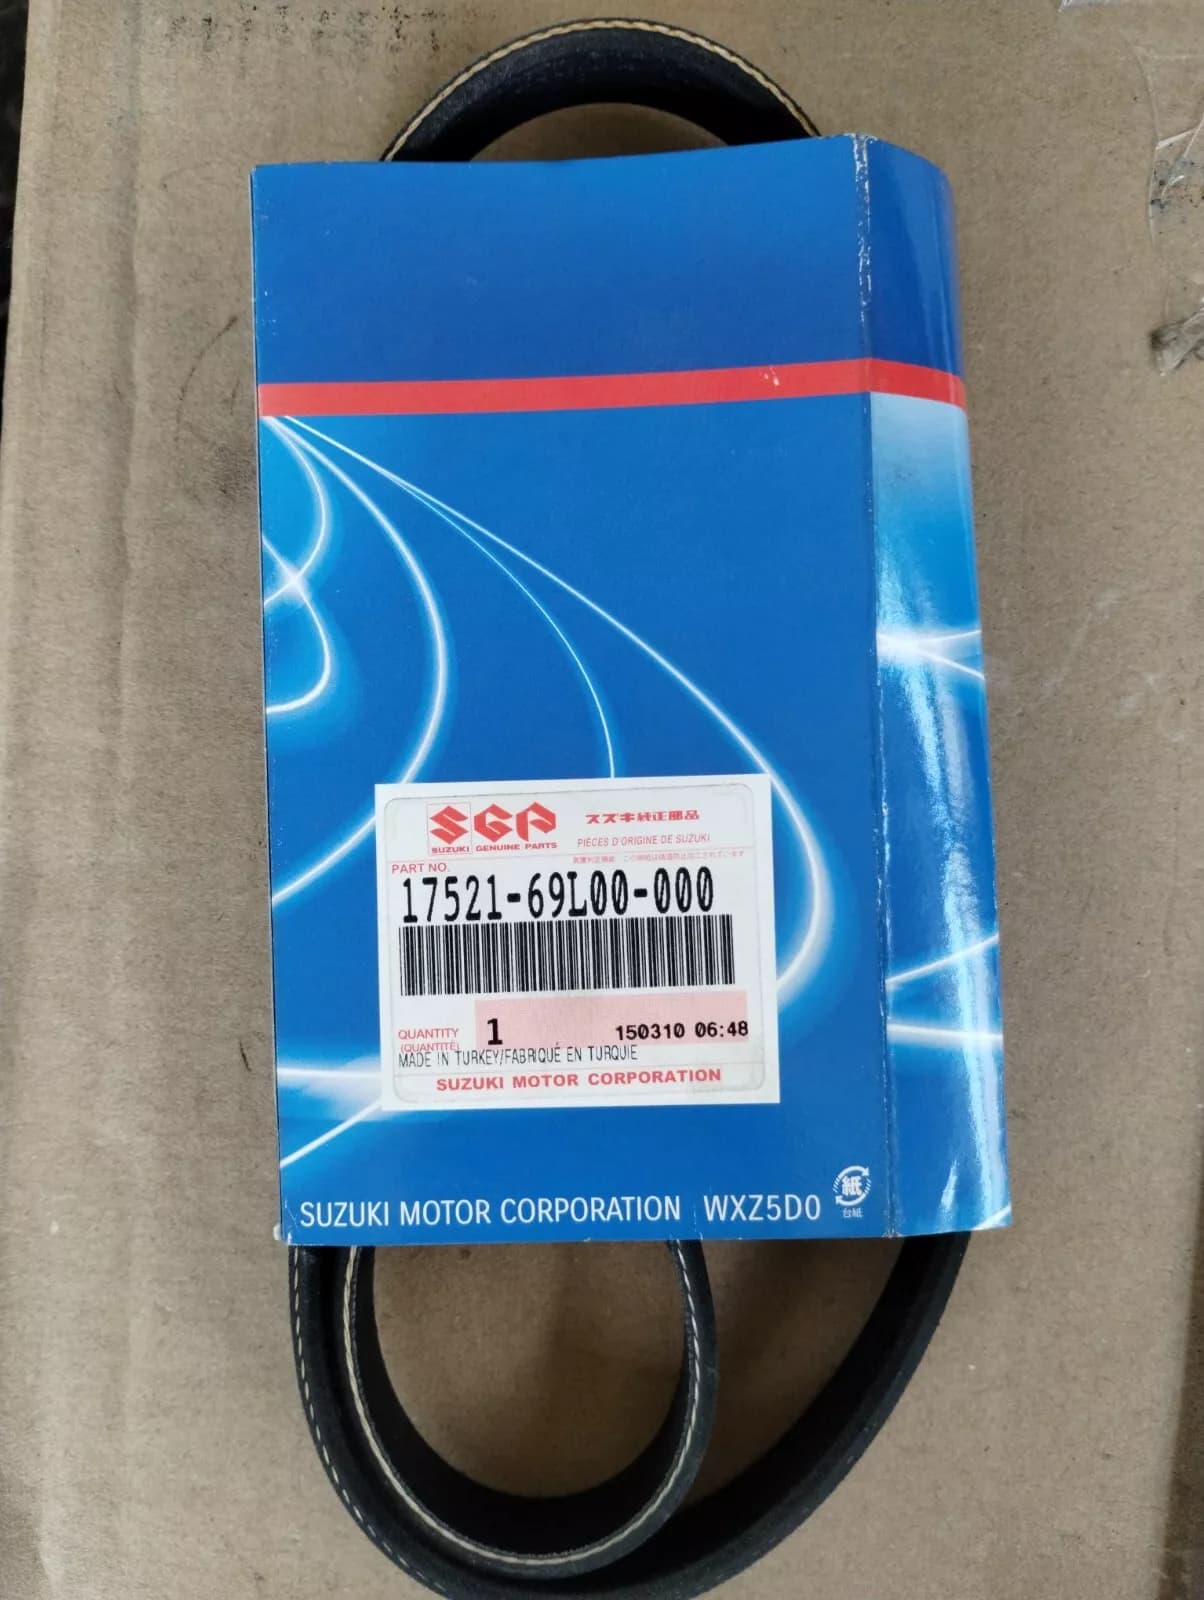 SGP
スズキ純正部品
SUZUKI GENUINE PARTS
PIÈCES D'ORIGINE DE SUZUKI
PART NO.
17521-69L00-000
QUANTITY 1 150310 06:48
(QUANTITÉ)
MADE IN TURKEY/FABRIQUÉ EN TURQUIE
SUZUKI MOTOR CORPORATION
SUZUKI MOTOR CORPORATION WXZ5D0
紙
台紙